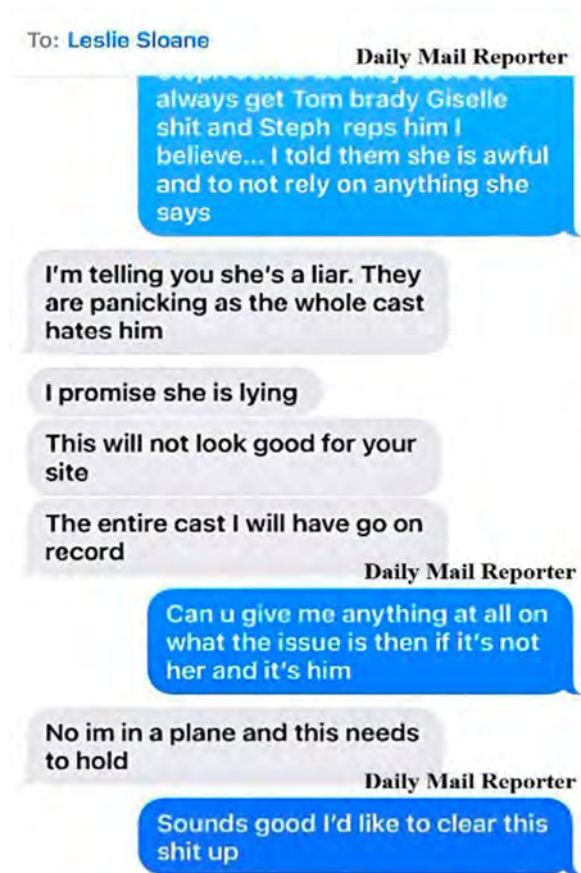 To: Leslie Sloane
Daily Mail Reporter
always get Tom brady Giselle
shit and Steph reps him I
believe... I told them she is awful
and to not rely on anything she
says
I'm telling you she's a liar. They
are panicking as the whole cast
hates him
I promise she is lying
This will not look good for your
site
The entire cast I will have go on
record
Daily Mail Reporter
Can u give me anything at all on
what the issue is then if it's not
her and it's him
No im in a plane and this needs
to hold
Daily Mail Reporter
Sounds good I'd like to clear this
shit up